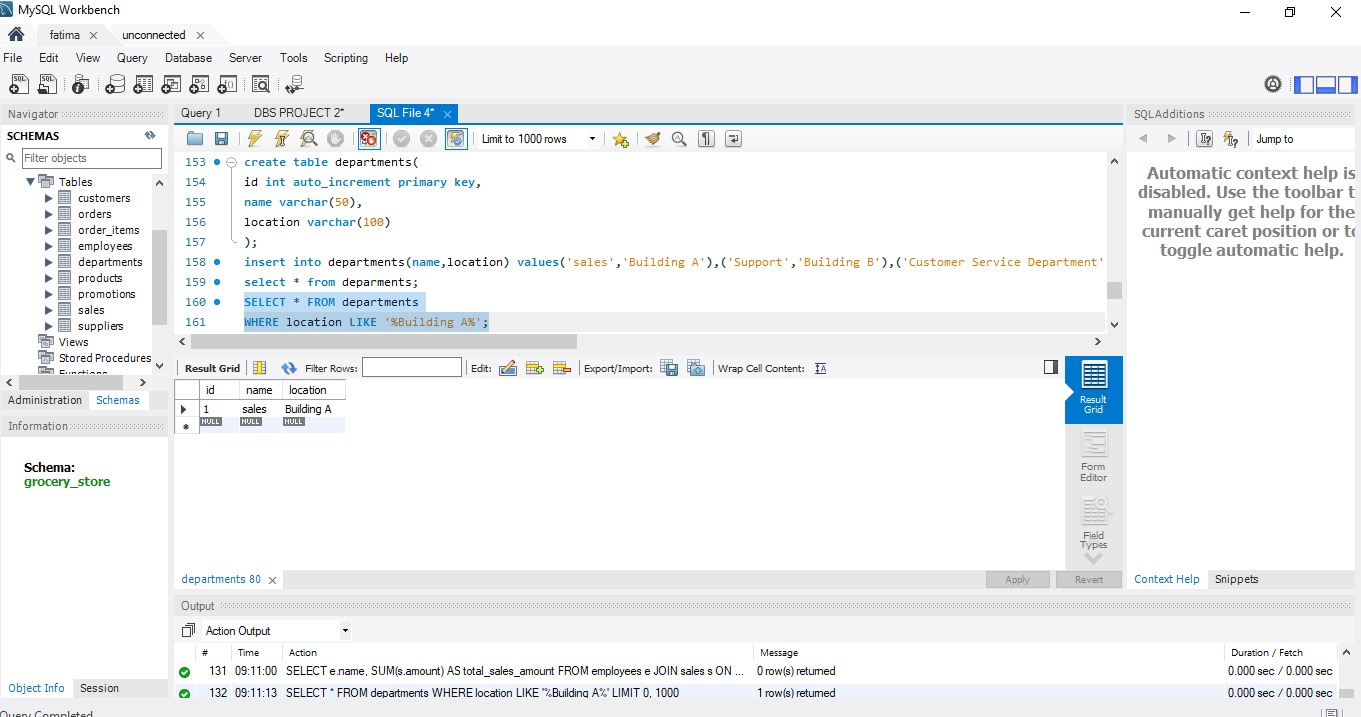 MySQL Workbench
fatima
unconnected
File Edit View Query Database Server Tools Scripting Help
Navigator
SCHEMAS
Filter objects
Tables
customers
orders
order_items
employees
departments
products
promotions
sales
suppliers
Views
Stored Procedures
Administration Schemas
Information
Schema:
grocery_store
Object Info Session
Query 1 DBS PROJECT 2* SQL File 4*
Limit to 1000 rows
153 create table departments(
154 id int auto_increment primary key,
155 name varchar(50),
156 location varchar(100)
157 );
158 insert into departments(name,location) values('sales','Building A'),('Support','Building B'),('Customer Service Department'
159 select * from deparments;
160 SELECT * FROM departments
161 WHERE location LIKE '%Building A%';
Result Grid Filter Rows: Edit: Export/Import: Wrap Cell Content:
id name location
1 sales Building A
NULL NULL NULL
Result
Grid
Form
Editor
Field
Types
departments 80
Apply Revert
SQLAdditions
Jump to
Automatic context help is
disabled. Use the toolbar t
manually get help for the
current caret position or to
toggle automatic help.
Context Help Snippets
Output
Action Output
# Time Action Message Duration / Fetch
131 09:11:00 SELECT e.name, SUM(s.amount) AS total_sales_amount FROM employees e JOIN sales s ON ... 0 row(s) returned 0.000 sec / 0.000 sec
132 09:11:13 SELECT * FROM departments WHERE location LIKE '%Building A%' LIMIT 0, 1000 1 row(s) returned 0.000 sec / 0.000 sec
Query Completed